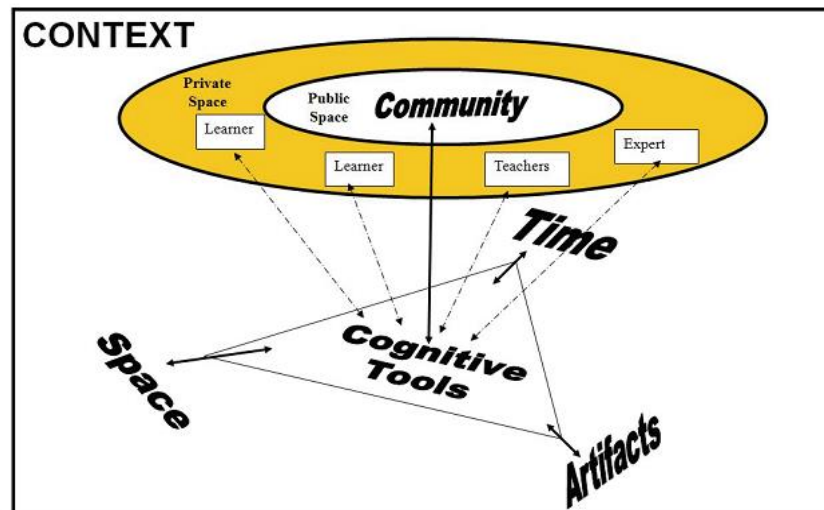 CONTEXT
Private
Space
Public
Space
Community
Learner
Learner
Teachers
Expert
Time
Space
Cognitive
Tools
Artifacts